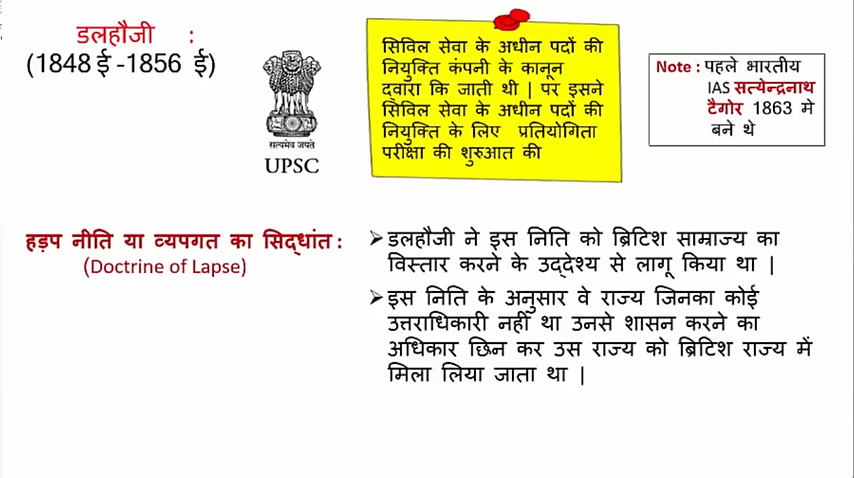 डलहौजी :
(1848 ई -1856 ई)
सत्यमेव जयते
UPSC
सिविल सेवा के अधीन पदों की
नियुक्ति कंपनी के कानून
द्वारा कि जाती थी | पर इसने
सिविल सेवा के अधीन पदों की
नियुक्ति के लिए प्रतियोगिता
परीक्षा की शुरुआत की
Note : पहले भारतीय
IAS सत्येन्द्रनाथ
टैगोर 1863 मे
बने थे
हड़प नीति या व्यपगत का सिद्धांत :
(Doctrine of Lapse)
➢ डलहौजी ने इस निति को ब्रिटिश साम्राज्य का
विस्तार करने के उद्देश्य से लागू किया था |
➢ इस निति के अनुसार वे राज्य जिनका कोई
उत्तराधिकारी नहीं था उनसे शासन करने का
अधिकार छिन कर उस राज्य को ब्रिटिश राज्य में
मिला लिया जाता था |